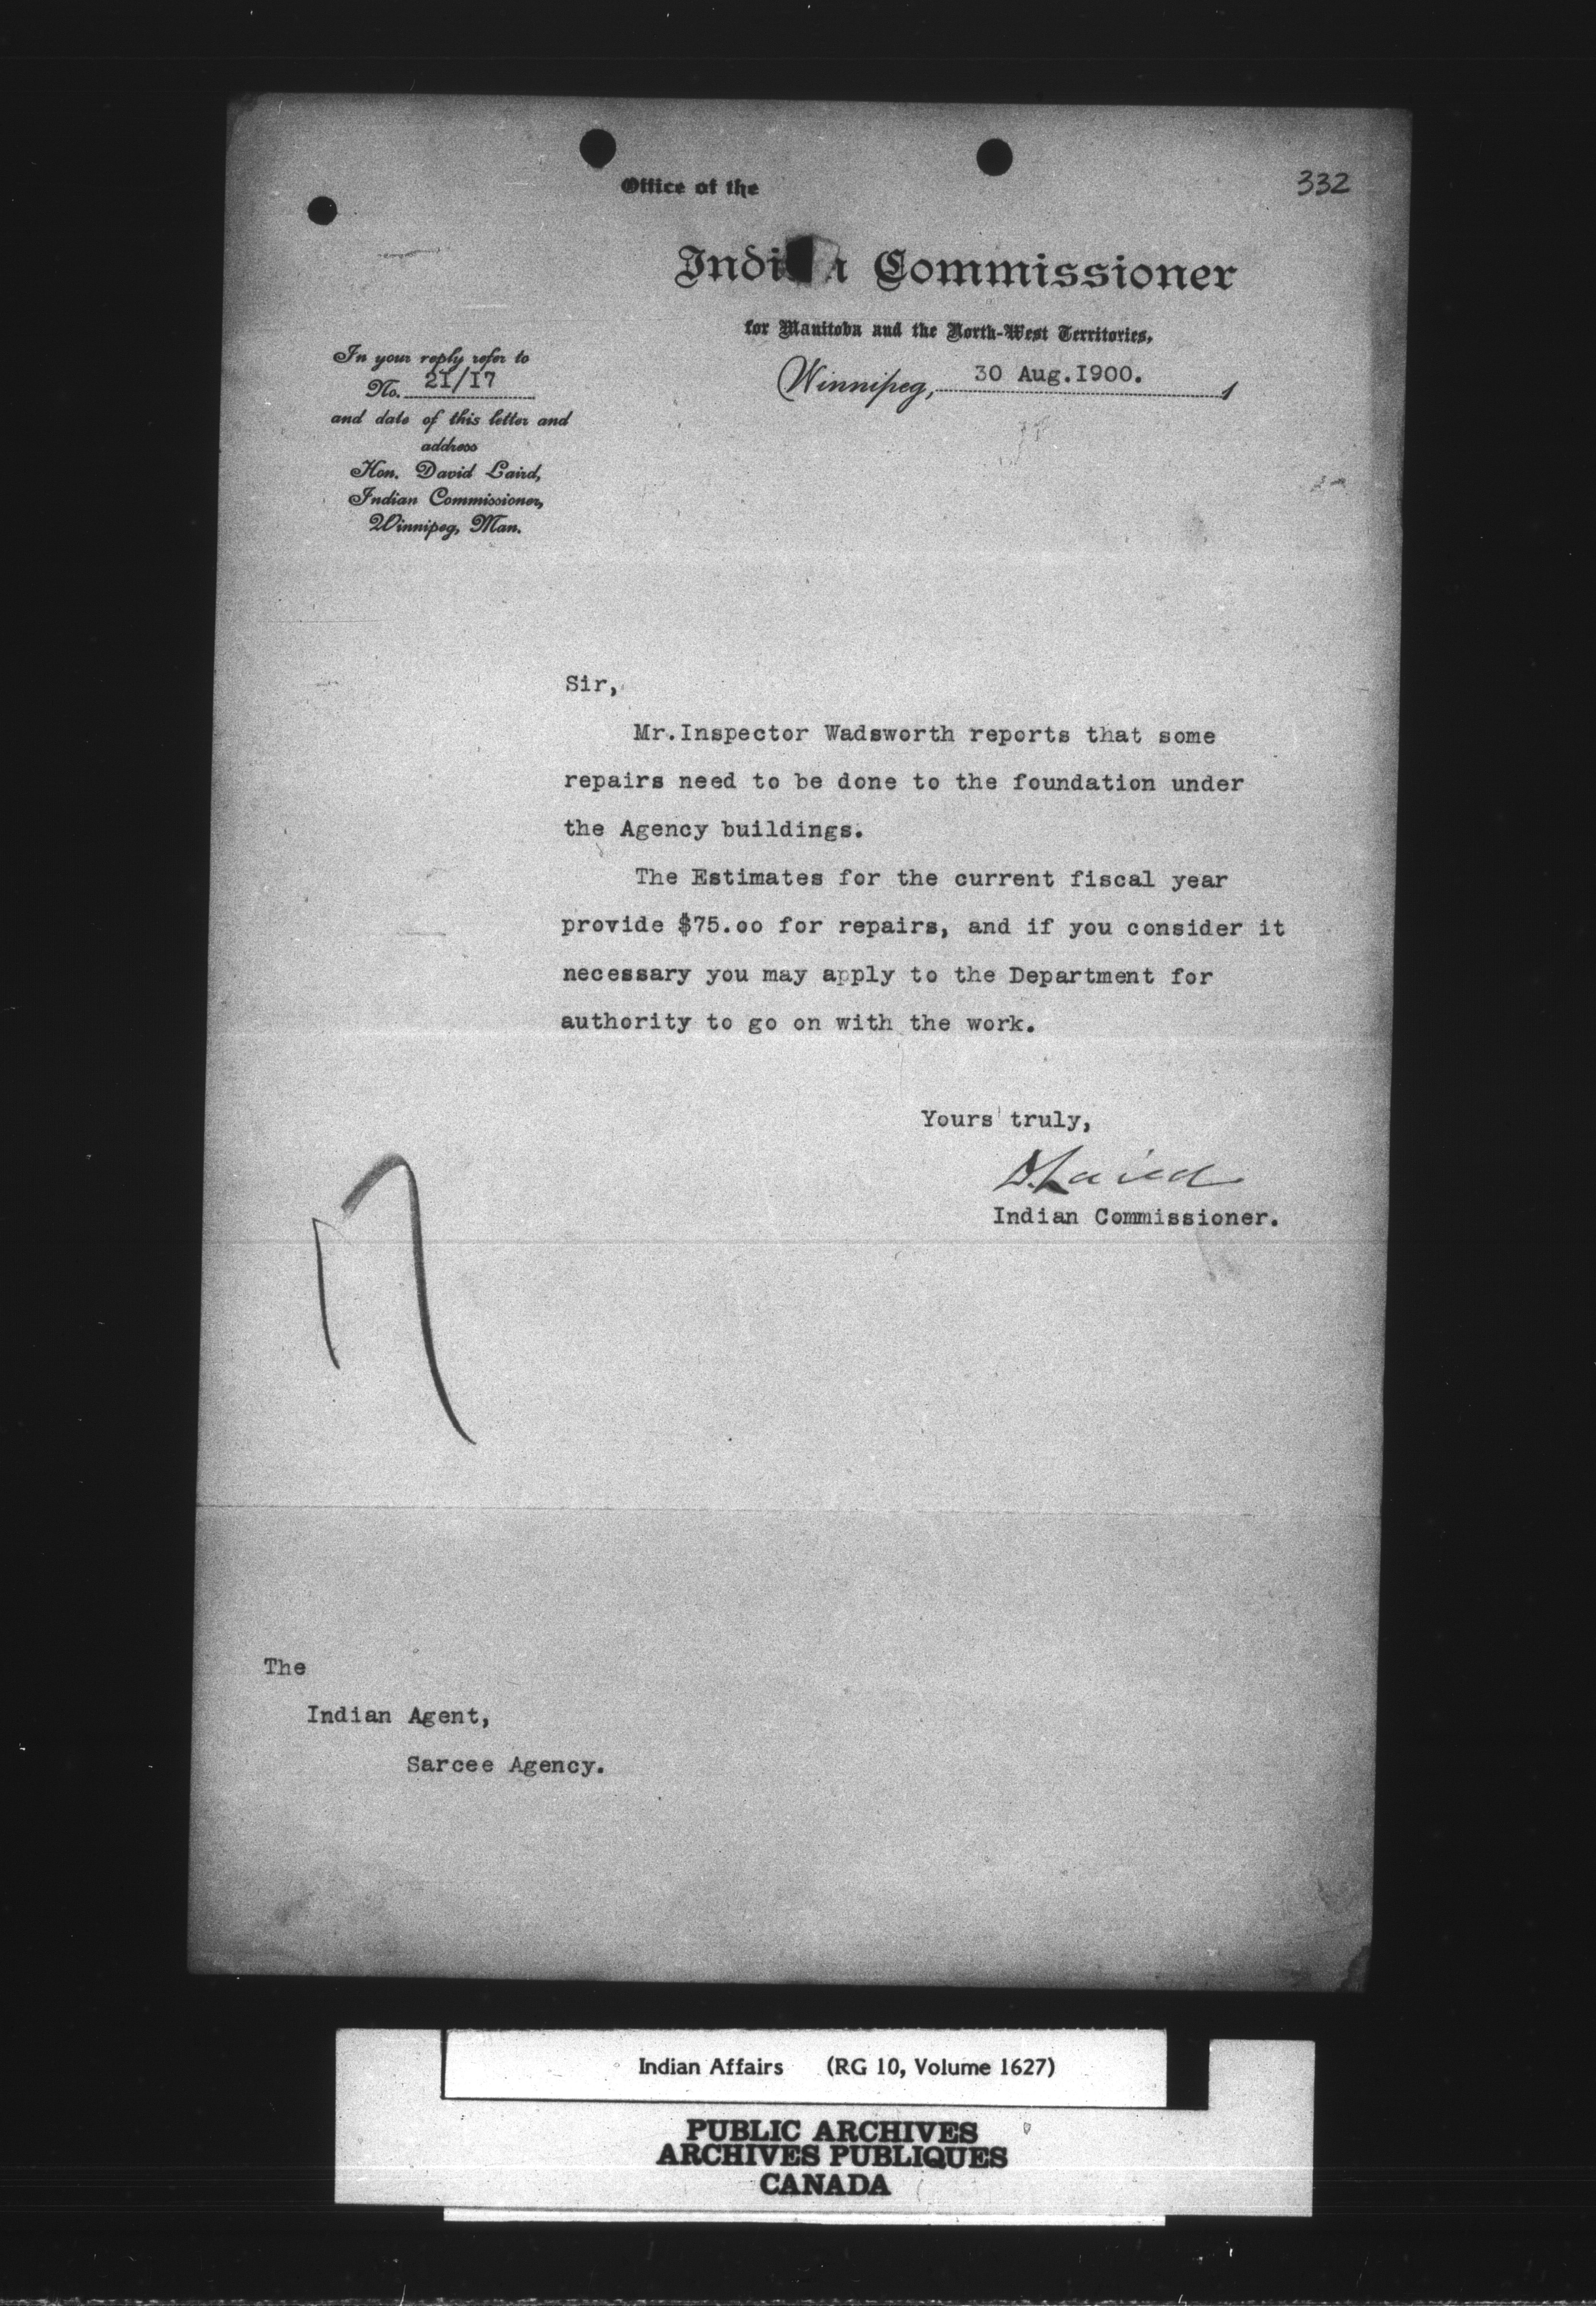 332
Office of the
Indian Commissioner
for Manitoba and the North-West Territories,
Winnipeg, 30 Aug.I900. 1
In your reply refer to
No. 2I/I7
and date of this letter and
address
Hon. David Laird,
Indian Commissioner,
Winnipeg, Man.
Sir,
Mr.Inspector Wadsworth reports that some
repairs need to be done to the foundation under
the Agency buildings.
The Estimates for the current fiscal year
provide $75.oo for repairs, and if you consider it
necessary you may apply to the Department for
authority to go on with the work.
Yours truly,
D. Laird
Indian Commissioner.
The
Indian Agent,
Sarcee Agency.
Indian Affairs (RG 10, Volume 1627)
PUBLIC ARCHIVES
ARCHIVES PUBLIQUES
CANADA